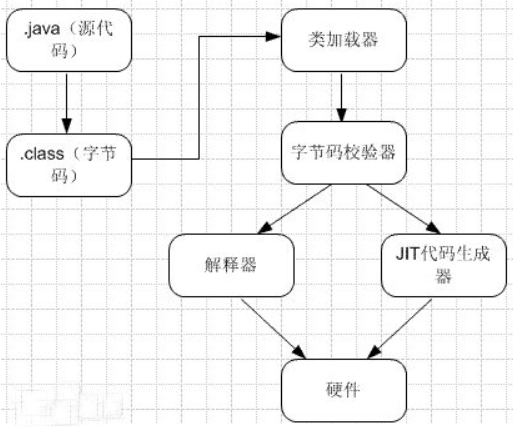 .java（源代
码）
类加载器
.class（字节
码）
字节码校验器
解释器
JIT代码生成
器
硬件